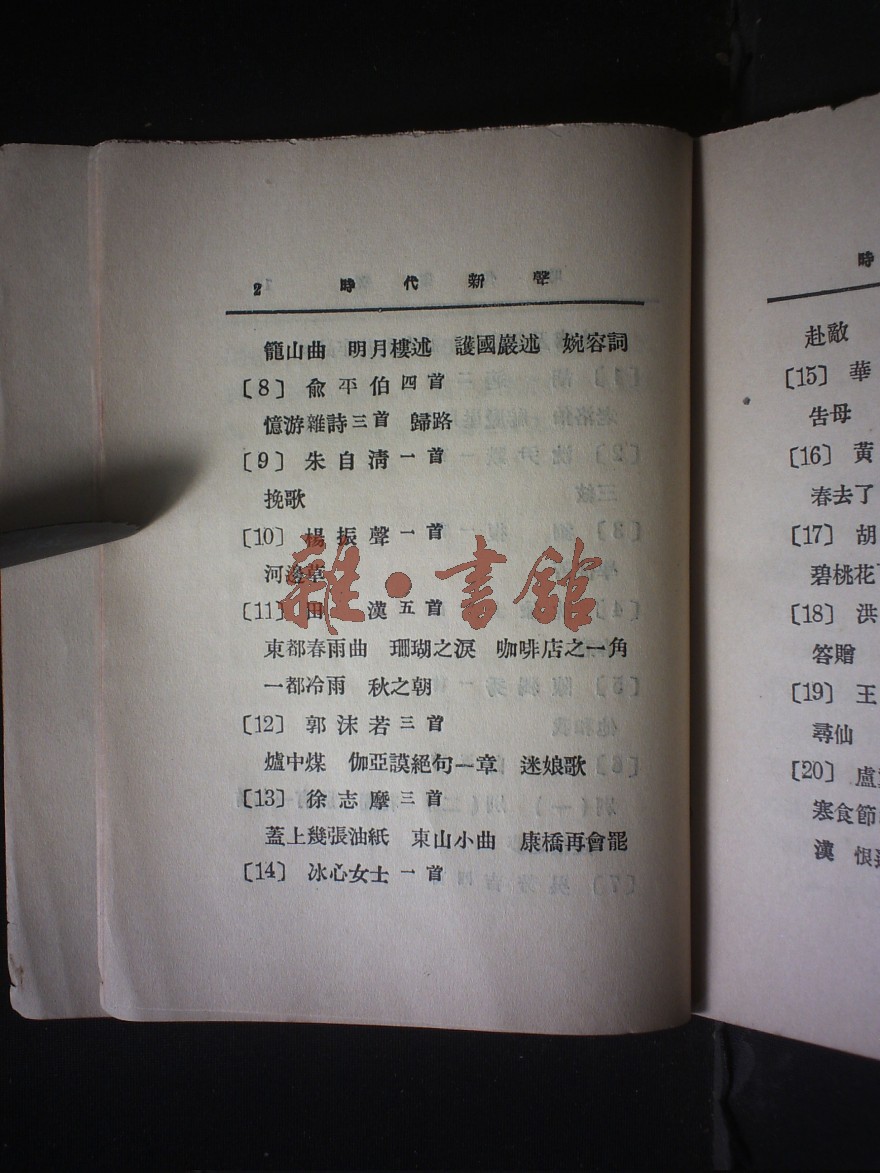 2 時代新聲
籠山曲 明月樓述 護國巖述 婉容詞
〔8〕 兪平伯 四首
憶游雜詩三首 歸路
〔9〕 朱自淸 一首
挽歌
〔10〕 楊振聲 一首
河邊草
〔11〕 田漢 五首
東都春雨曲 珊瑚之淚 咖啡店之一角
一都冷雨 秋之朝
〔12〕 郭沫若 三首
爐中煤 伽亞謨絕句一章 迷娘歌
〔13〕 徐志摩 三首
蓋上幾張油紙 東山小曲 康橋再會罷
〔14〕 冰心女士 一首
雜·書館
時
赴敵
〔15〕 華
告母
〔16〕 黃
春去了
〔17〕 胡
碧桃花
〔18〕 洪
答贈
〔19〕 王
尋仙
〔20〕 盧
寒食節
漢 恨